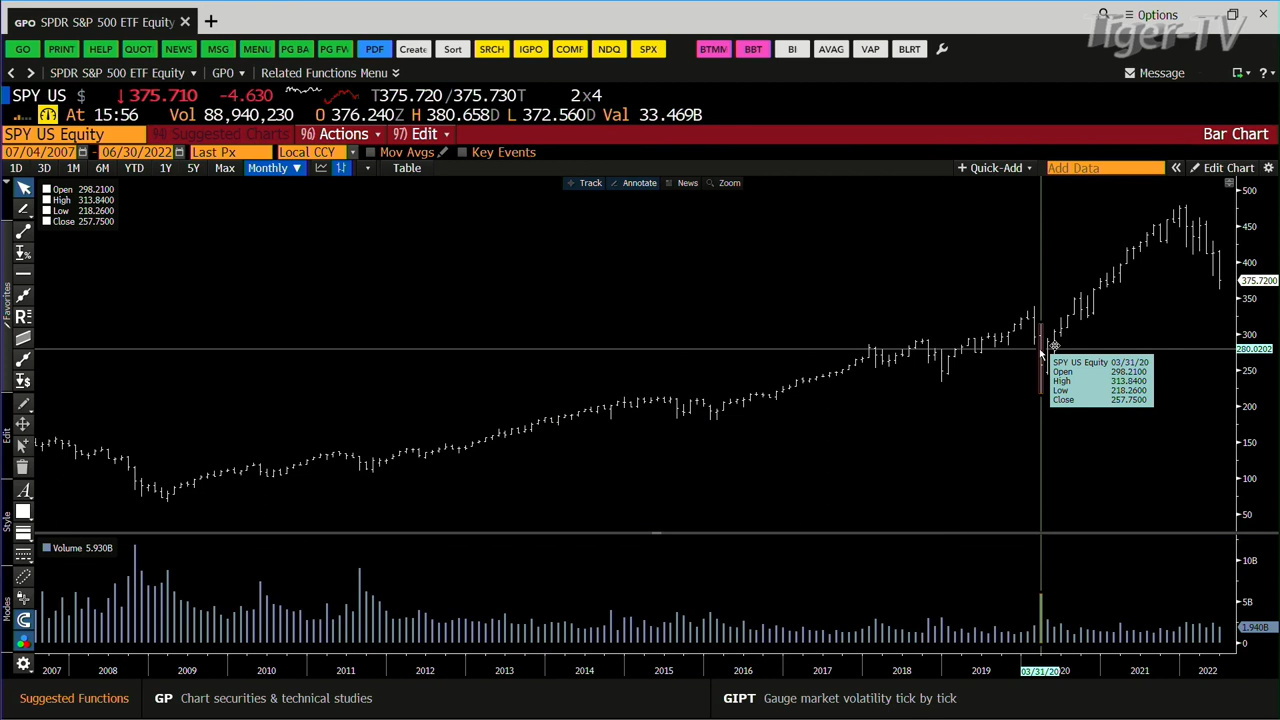 GPO SPDR S&P 500 ETF Equity × +
Options
Tiger-TV
GO PRINT HELP QUOT NEWS MSG MENU PG BA PG FW PDF Create Sort SRCH IGPO COMF NDQ SPX BTMM BBT BI AVAG VAP BLRT
SPDR S&P 500 ETF Equity GPO Related Functions Menu Message
SPY US $ ↓375.710 -4.630 T375.720/375.730T 2x4
At 15:56 Vol 88,940,230 O 376.240Z H 380.658D L 372.560D Val 33.469B
SPY US Equity 94) Suggested Charts 96) Actions 97) Edit Bar Chart
07/04/2007 - 06/30/2022 Last Px Local CCY Mov Avgs Key Events
1D 3D 1M 6M YTD 1Y 5Y Max Monthly ▼ Table + Quick-Add Add Data « Edit Chart
Track Annotate News Zoom
Open 298.2100
High 313.8400
Low 218.2600
Close 257.7500
500
450
400
375.7200
350
300
280.0202
250
200
150
100
50
SPY US Equity 03/31/20
Open 298.2100
High 313.8400
Low 218.2600
Close 257.7500
Favorites
Edit
Style
Modes
Volume 5.930B
10B
5B
1.940B
0
2007 2008 2009 2010 2011 2012 2013 2014 2015 2016 2017 2018 2019 03/31/20 20 2021 2022
Suggested Functions GP Chart securities & technical studies GIPT Gauge market volatility tick by tick